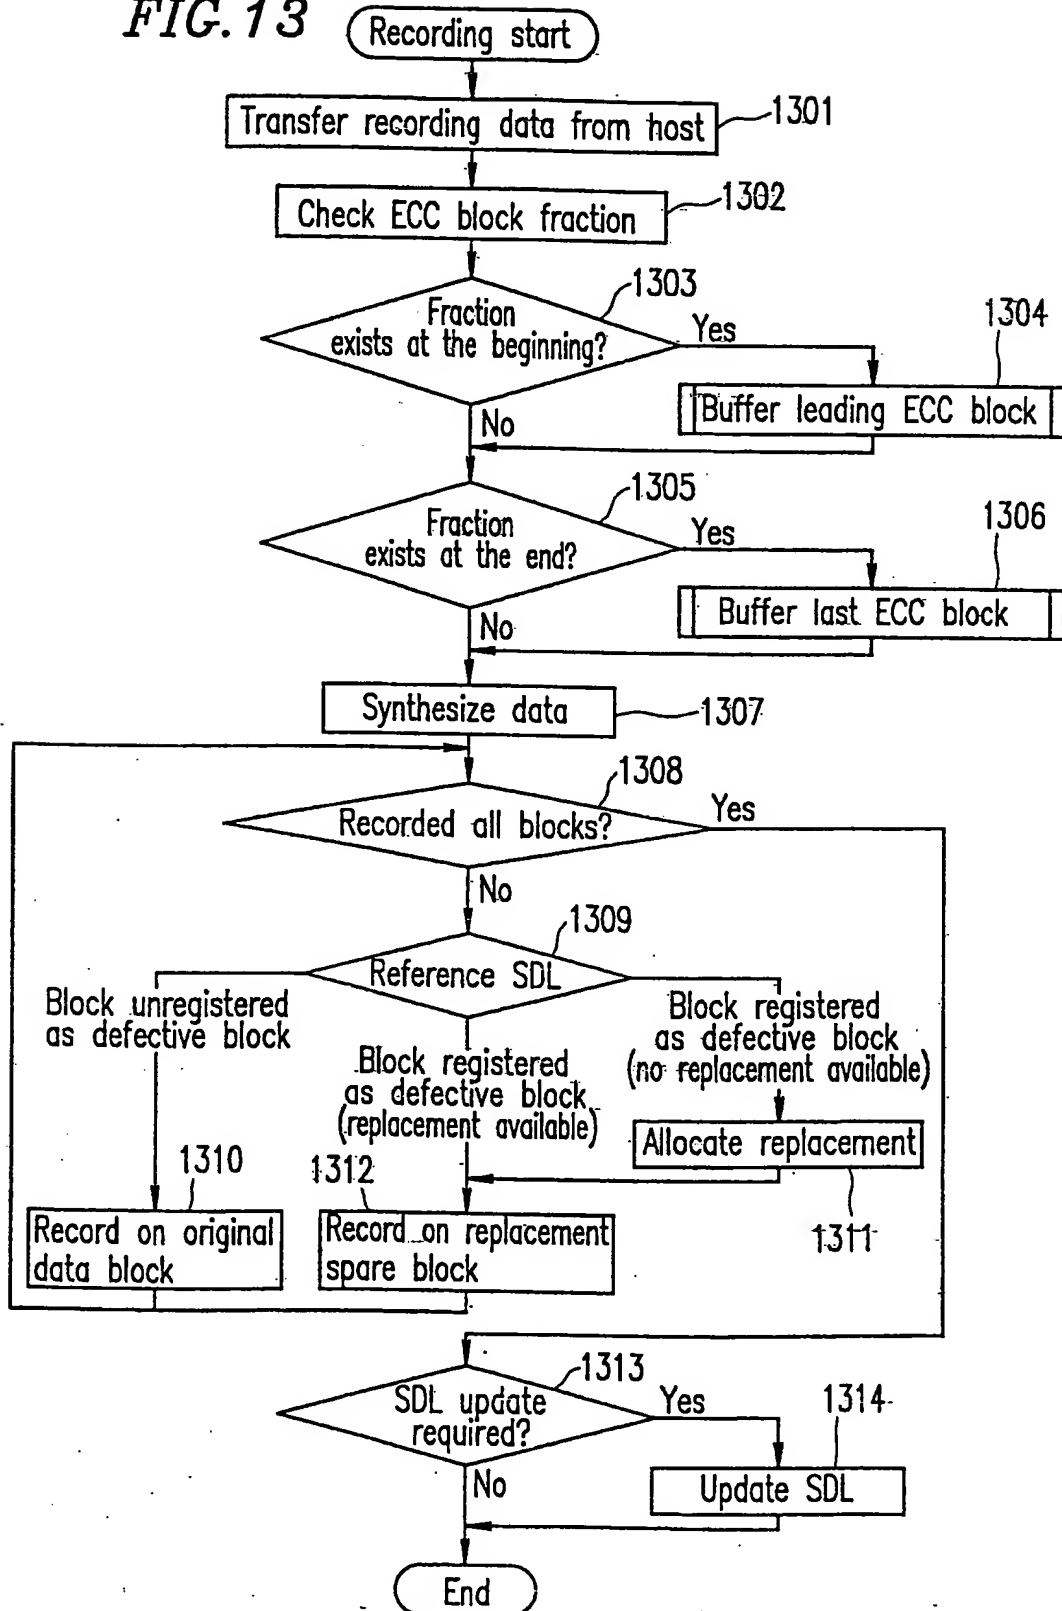 FIG.13
Recording start
Transfer recording data from host
1301
Check ECC block fraction
1302
Fraction
exists at the beginning?
1303
Yes
No
1304
Buffer leading ECC block
Fraction
exists at the end?
1305
Yes
No
1306
Buffer last ECC block
Synthesize data
1307
Recorded all blocks?
1308
Yes
No
Reference SDL
1309
Block unregistered
as defective block
Block registered
as defective block
(replacement available)
Block registered
as defective block
(no replacement available)
Allocate replacement
1311
1310
Record on original
data block
1312
Record on replacement
spare block
SDL update
required?
1313
Yes
No
1314
Update SDL
End